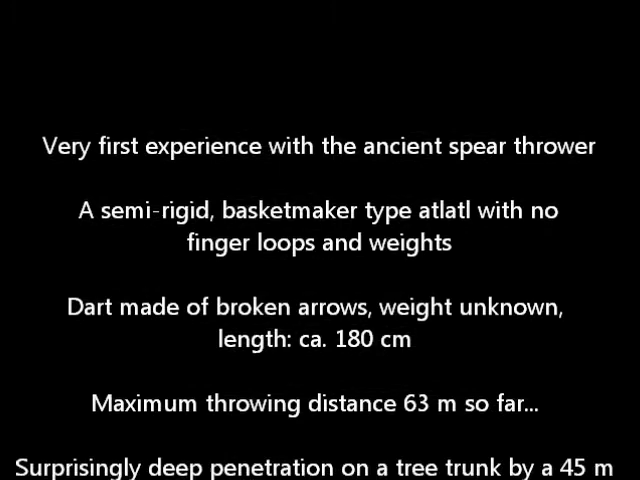 Very first experience with the ancient spear thrower
A semi-rigid, basketmaker type atlatl with no
finger loops and weights
Dart made of broken arrows, weight unknown,
length: ca. 180 cm
Maximum throwing distance 63 m so far...
Surprisingly deep penetration on a tree trunk by a 45 m